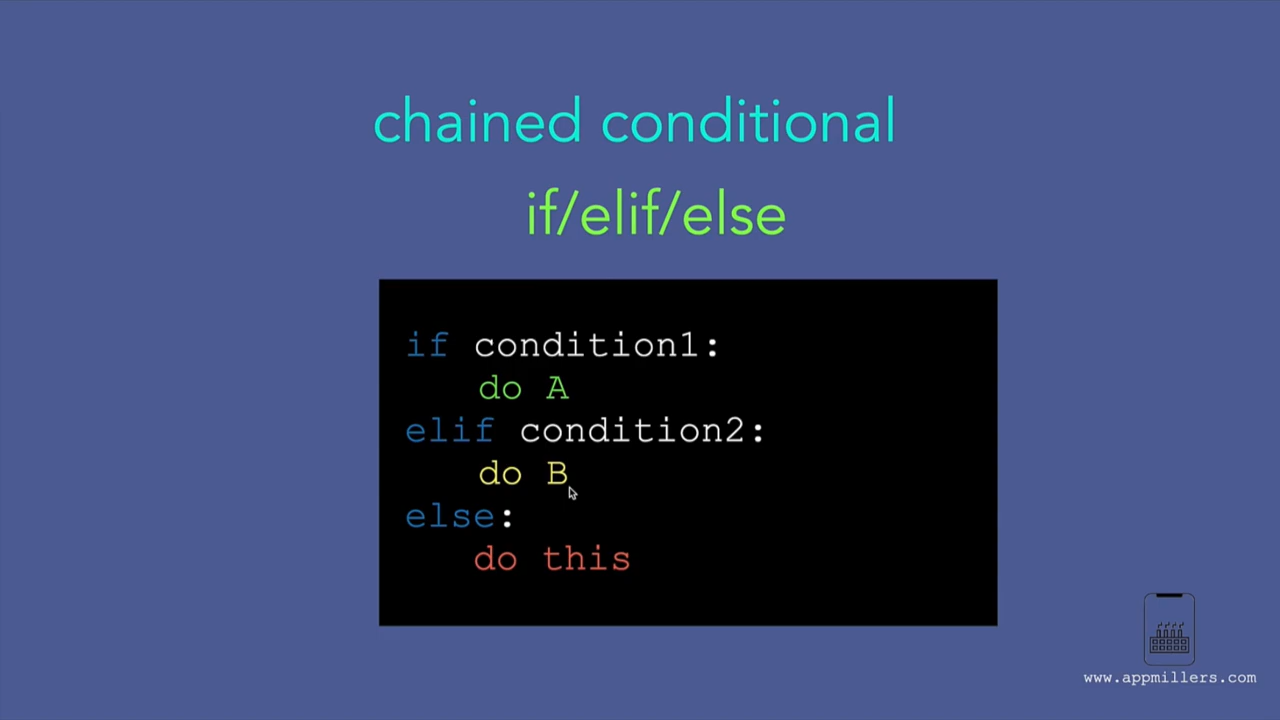 chained conditional
if/elif/else
if condition1:
do A
elif condition2:
do B
else:
do this
www.appmillers.com